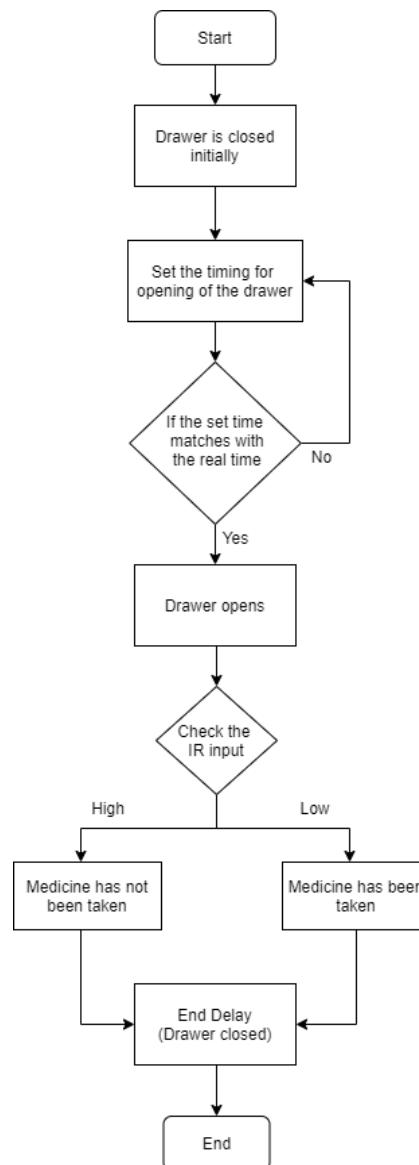 Start
Drawer is closed
initially
Set the timing for
opening of the drawer
If the set time
matches with
the real time
No
Yes
Drawer opens
Check the
IR input
High
Low
Medicine has not
been taken
Medicine has been
taken
End Delay
(Drawer closed)
End